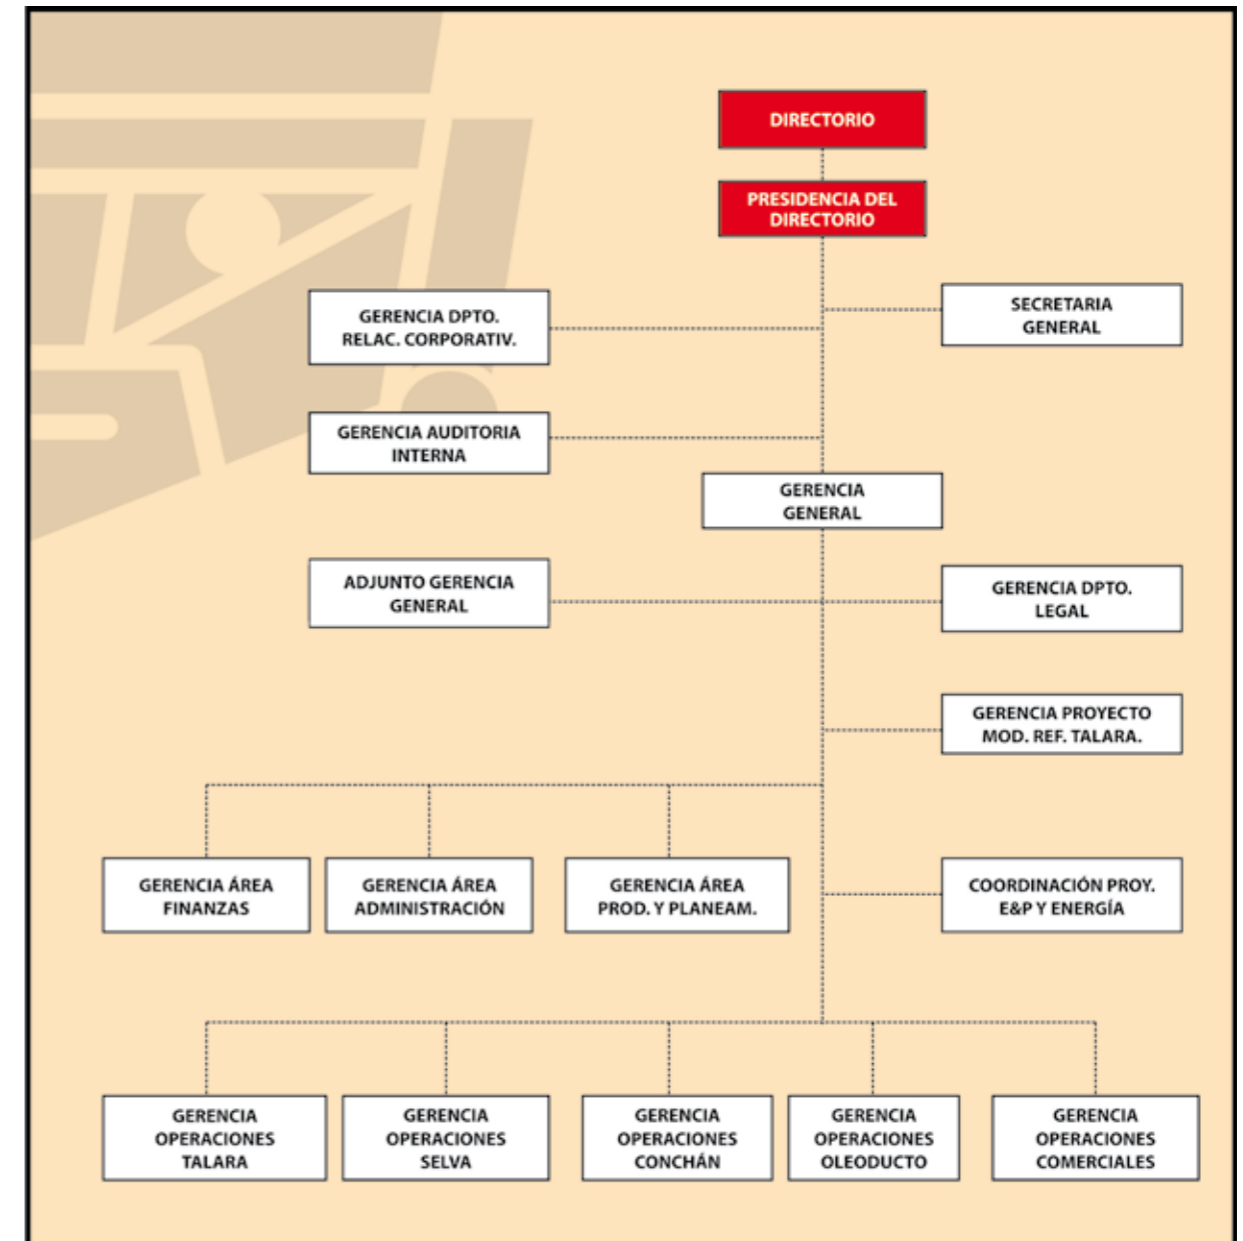 DIRECTORIO
PRESIDENCIA DEL
DIRECTORIO
SECRETARIA
GENERAL
GERENCIA DPTO.
RELAC. CORPORATIV.
GERENCIA AUDITORIA
INTERNA
GERENCIA
GENERAL
ADJUNTO GERENCIA
GENERAL
GERENCIA DPTO.
LEGAL
GERENCIA PROYECTO
MOD. REF. TALARA.
GERENCIA ÁREA
FINANZAS
GERENCIA ÁREA
ADMINISTRACIÓN
GERENCIA ÁREA
PROD. Y PLANEAM.
COORDINACIÓN PROY.
E&P Y ENERGÍA
GERENCIA
OPERACIONES
TALARA
GERENCIA
OPERACIONES
SELVA
GERENCIA
OPERACIONES
CONCHÁN
GERENCIA
OPERACIONES
OLEODUCTO
GERENCIA
OPERACIONES
COMERCIALES